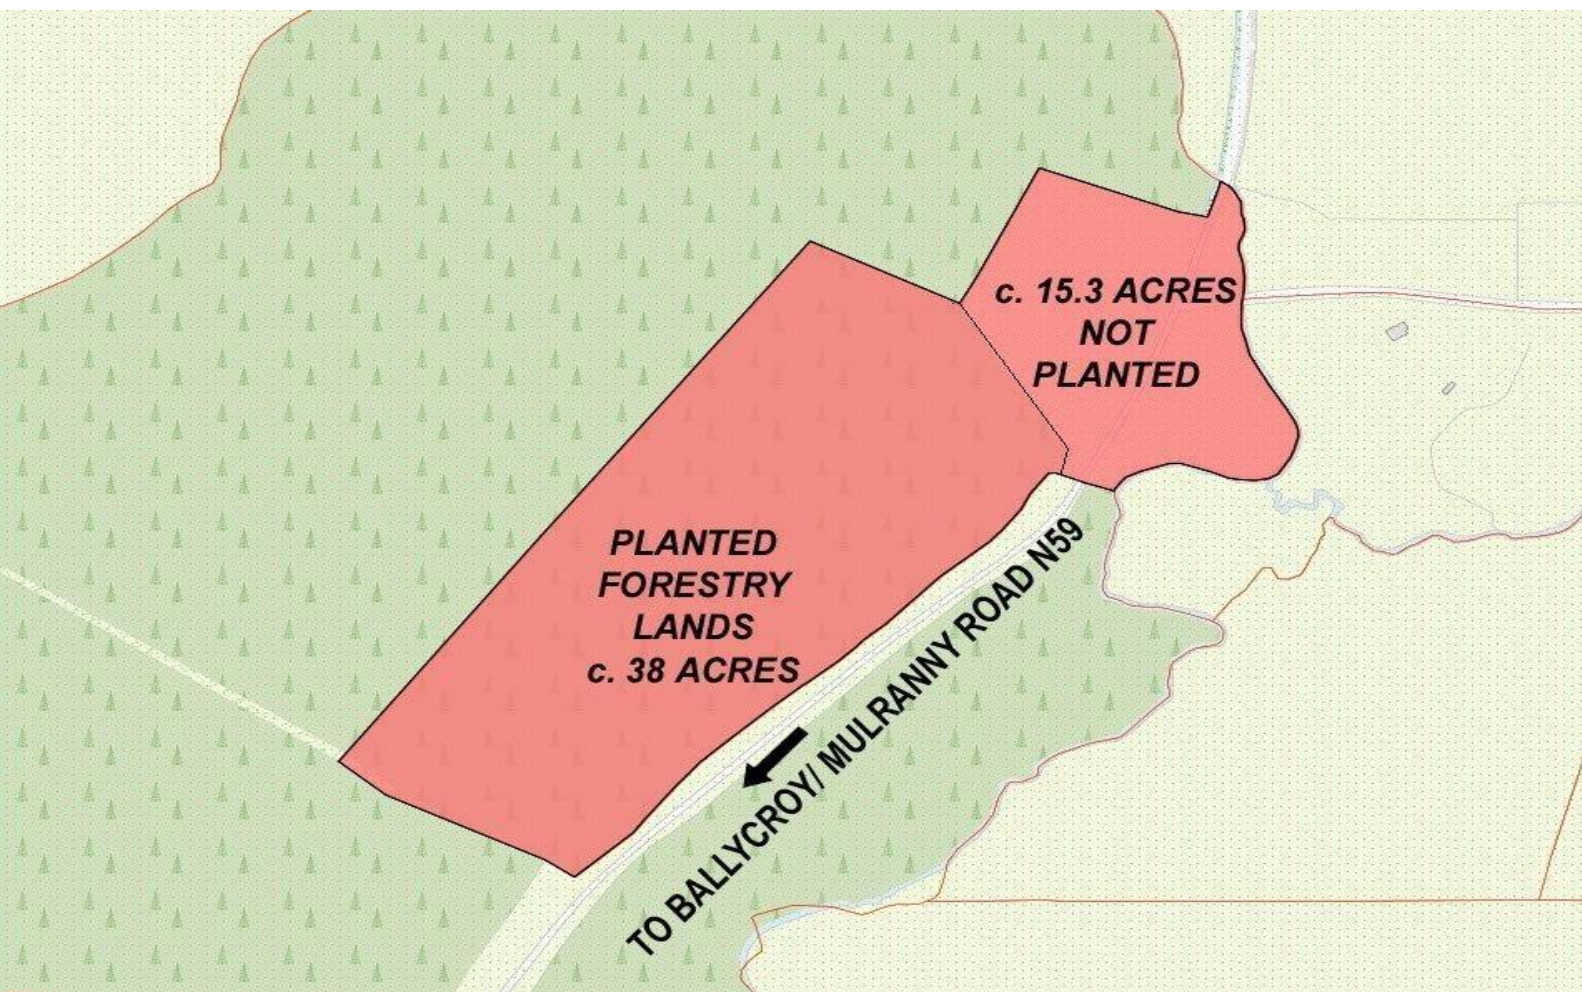 c. 15.3 ACRES
NOT
PLANTED
PLANTED
FORESTRY
LANDS
c. 38 ACRES
TO BALLYCROY/ MULRANNY ROAD N59